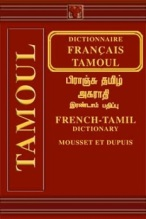 TAMOUL
DICTIONNAIRE
FRANÇAIS
TAMOUL
பிராஞ்சு தமிழ்
அகராதி
இரண்டாம் பதிப்பு
FRENCH-TAMIL
DICTIONARY
MOUSSET ET DUPUIS